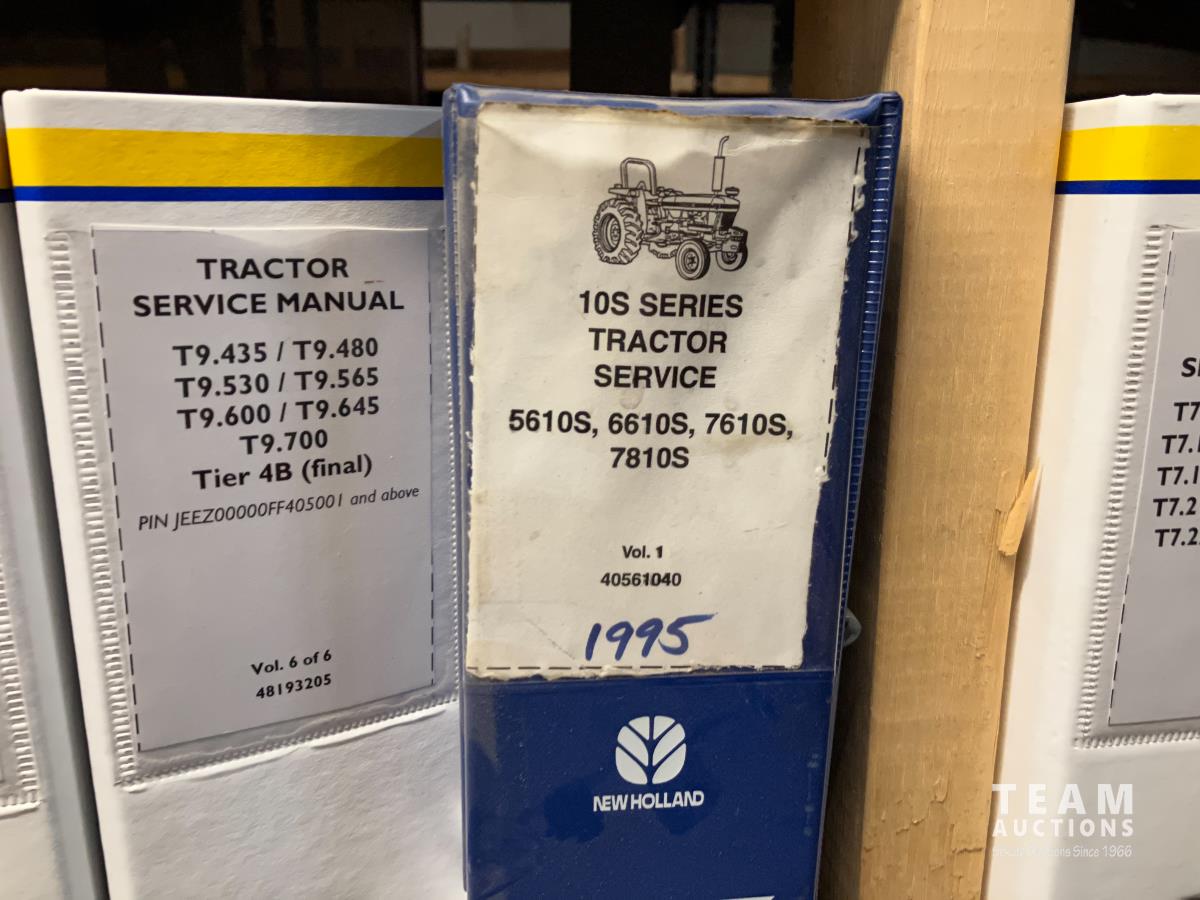 TRACTOR
SERVICE MANUAL
T9.435 / T9.480
T9.530 / T9.565
T9.600 / T9.645
T9.700
Tier 4B (final)
PIN JEEZ00000FF405001 and above
Vol. 6 of 6
48193205
10S SERIES
TRACTOR
SERVICE
5610S, 6610S, 7610S,
7810S
Vol. 1
40561040
1995
NEW HOLLAND
TEAM
AUCTIONS
Since 1966